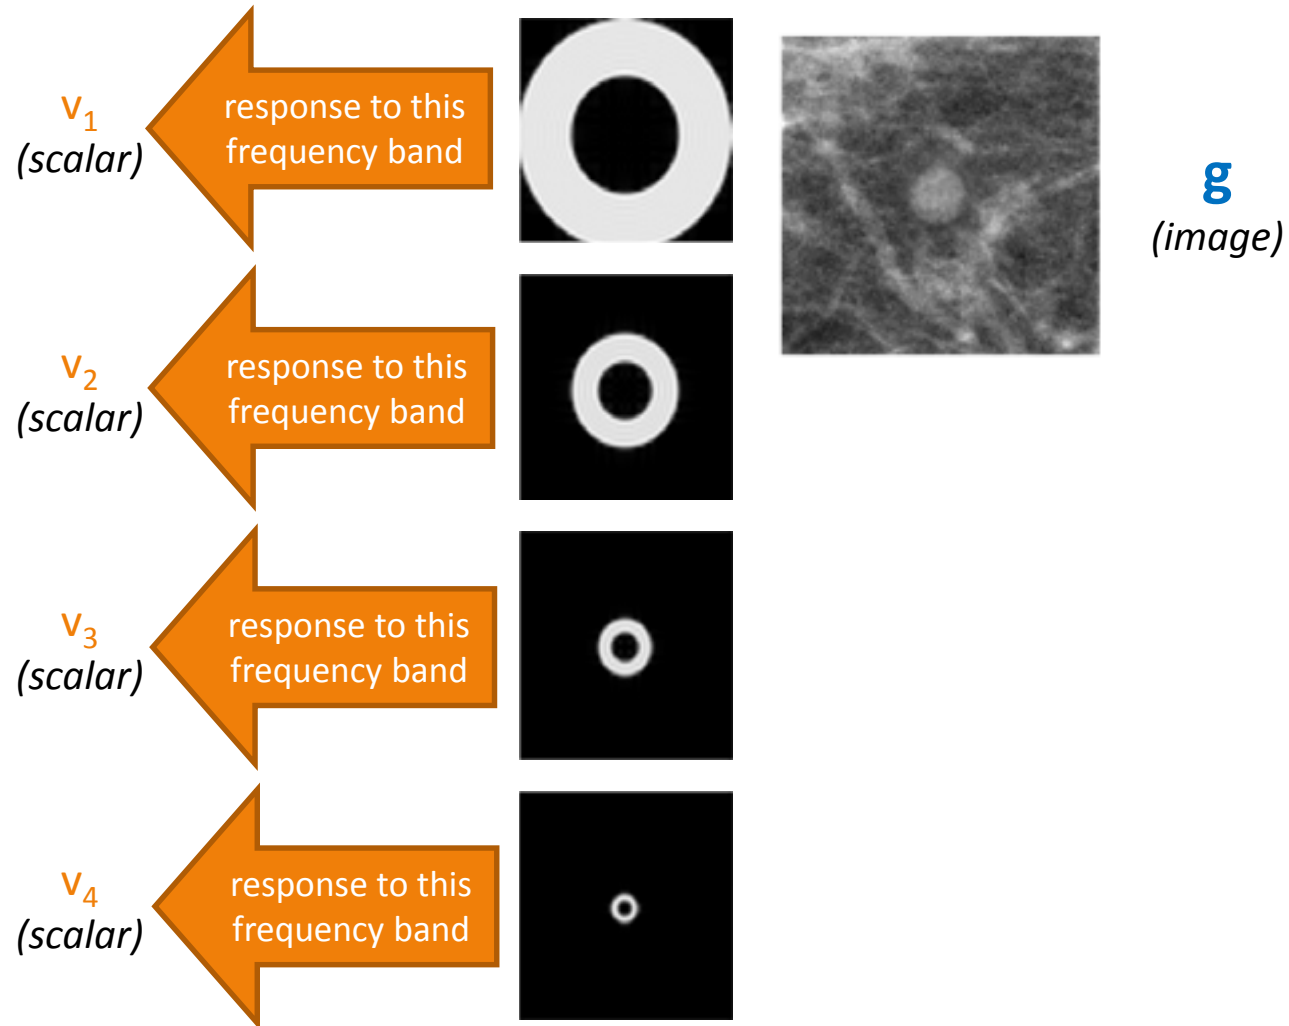 v1
(scalar)
response to this
frequency band
g
(image)
v2
(scalar)
response to this
frequency band
v3
(scalar)
response to this
frequency band
v4
(scalar)
response to this
frequency band